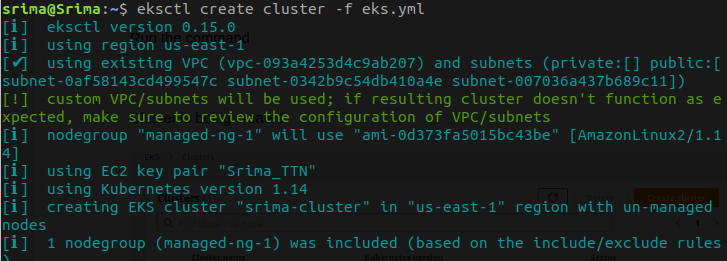 srima@Srima:~$ eksctl create cluster -f eks.yml
[i]  eksctl version 0.15.0
[i]  using region us-east-1
[✔]  using existing VPC (vpc-093a4253d4c9ab207) and subnets (private:[] public:[
subnet-0af58143cd499547c subnet-0342b9c54db410a4e subnet-007036a437b689c11])
[!]  custom VPC/subnets will be used; if resulting cluster doesn't function as e
xpected, make sure to review the configuration of VPC/subnets
[i]  nodegroup "managed-ng-1" will use "ami-0d373fa5015bc43be" [AmazonLinux2/1.1
4]
[i]  using EC2 key pair "Srima_TTN"
[i]  using Kubernetes version 1.14
[i]  creating EKS cluster "srima-cluster" in "us-east-1" region with un-managed
nodes
[i]  1 nodegroup (managed-ng-1) was included (based on the include/exclude rules
)